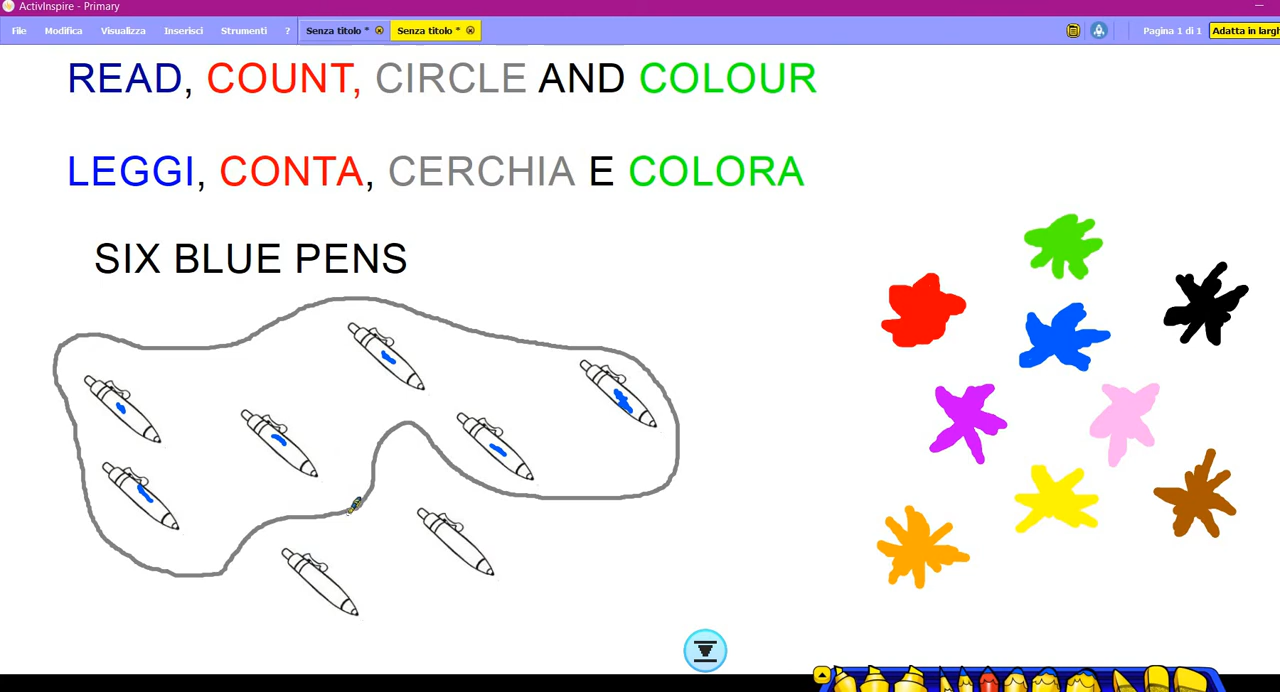 ActivInspire - Primary
File Modifica Visualizza Inserisci Strumenti ? Senza titolo * Senza titolo * Pagina 1 di 1 Adatta in largh
READ, COUNT, CIRCLE AND COLOUR
LEGGI, CONTA, CERCHIA E COLORA
SIX BLUE PENS